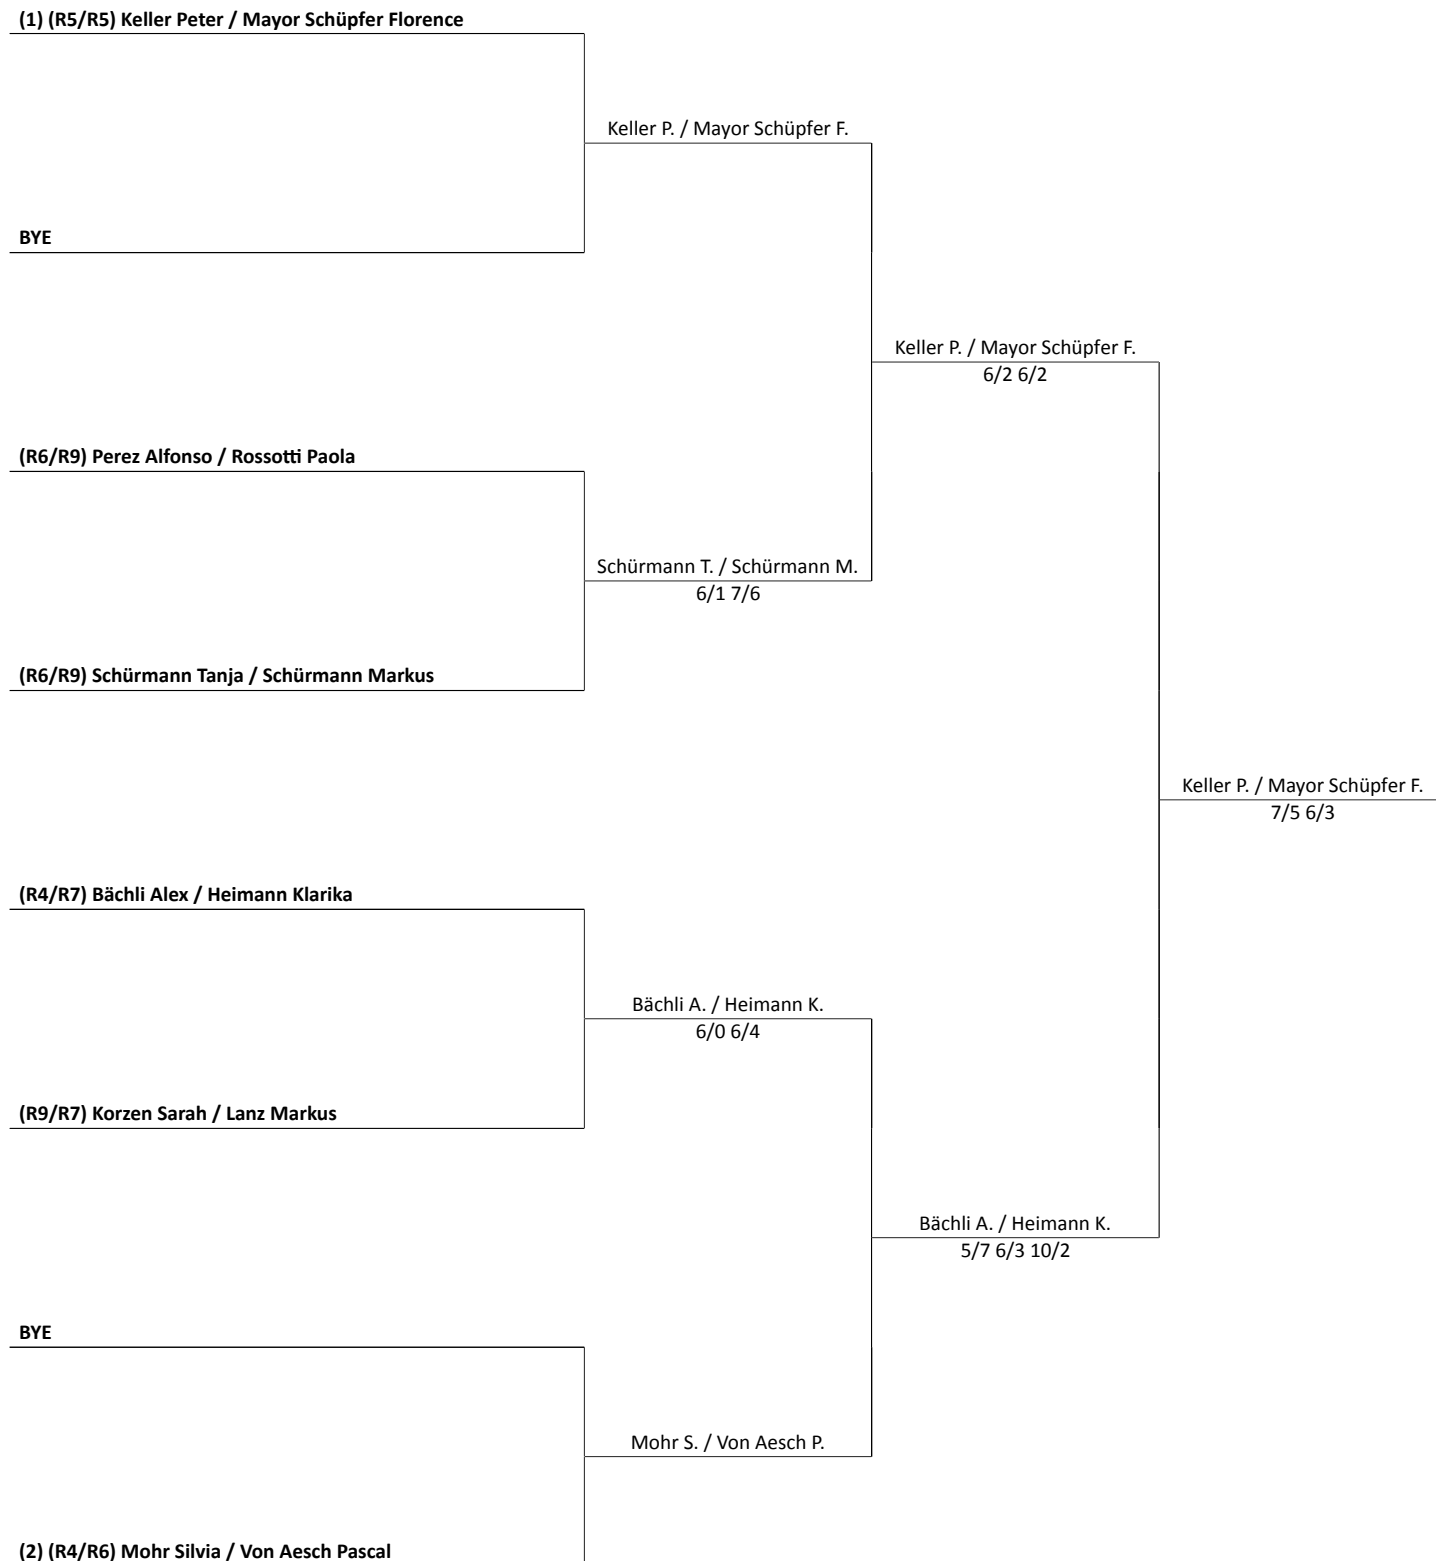 (1) (R5/R5) Keller Peter / Mayor Schüpfer Florence
Keller P. / Mayor Schüpfer F.
BYE
Keller P. / Mayor Schüpfer F.
6/2 6/2
(R6/R9) Perez Alfonso / Rossotti Paola
Schürmann T. / Schürmann M.
6/1 7/6
(R6/R9) Schürmann Tanja / Schürmann Markus
Keller P. / Mayor Schüpfer F.
7/5 6/3
(R4/R7) Bächli Alex / Heimann Klarika
Bächli A. / Heimann K.
6/0 6/4
(R9/R7) Korzen Sarah / Lanz Markus
Bächli A. / Heimann K.
5/7 6/3 10/2
BYE
Mohr S. / Von Aesch P.
(2) (R4/R6) Mohr Silvia / Von Aesch Pascal